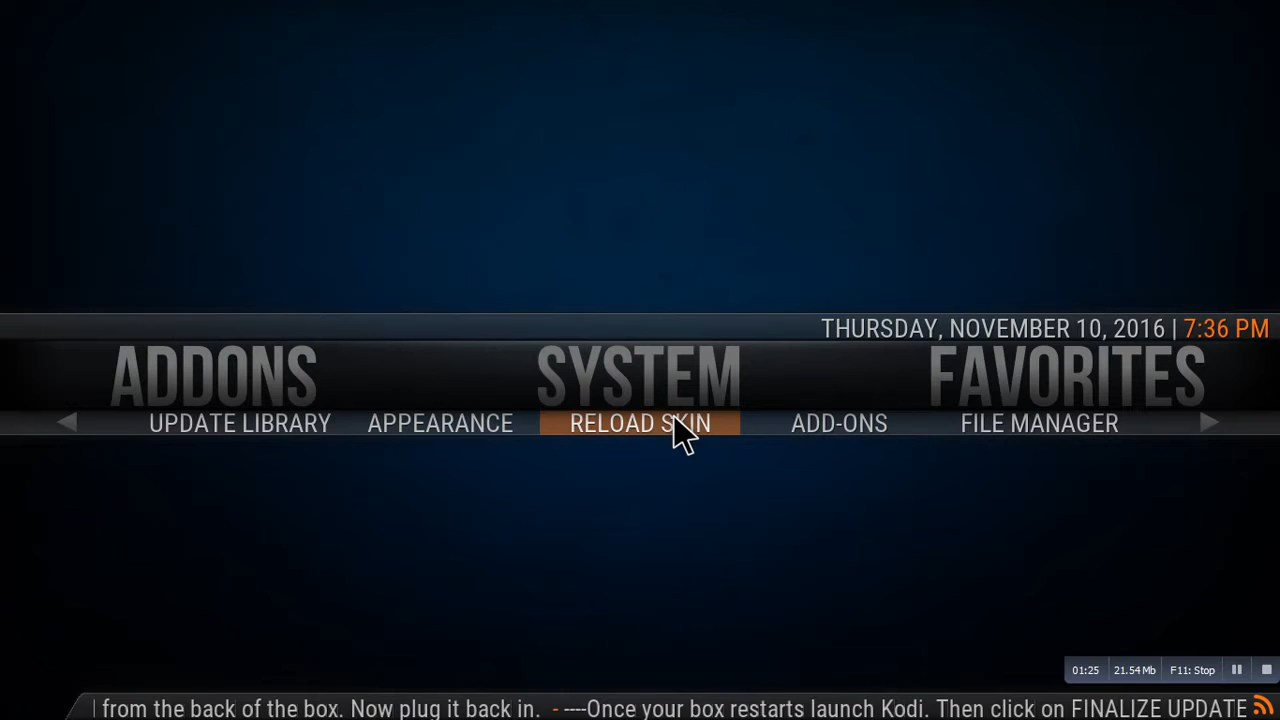 THURSDAY, NOVEMBER 10, 2016 | 7:36 PM
ADDONS SYSTEM FAVORITES
UPDATE LIBRARY APPEARANCE RELOAD SKIN ADD-ONS FILE MANAGER
01:25 21.54 Mb F11: Stop
from the back of the box. Now plug it back in. - ----Once your box restarts launch Kodi. Then click on FINALIZE UPDATE